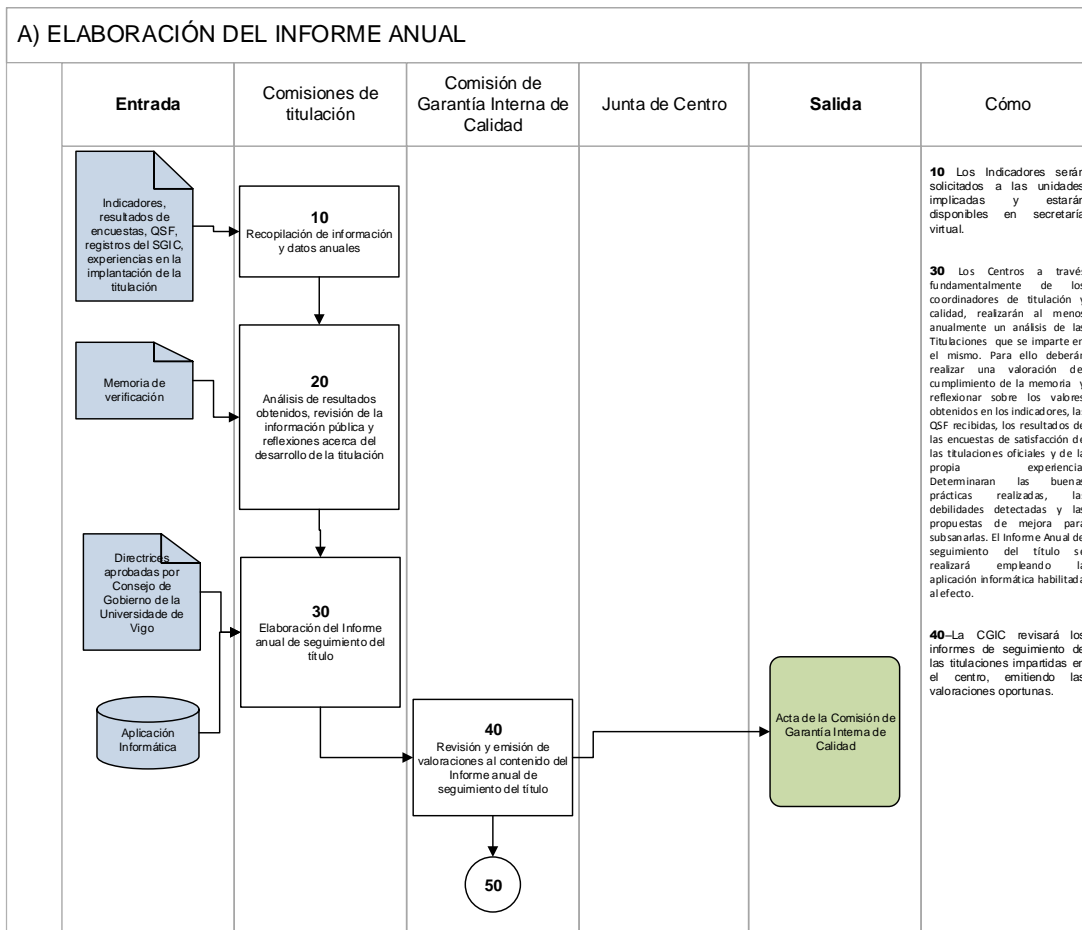 A) ELABORACIÓN DEL INFORME ANUAL
Entrada
Comisiones de
titulación
Comisión de
Garantía Interna de
Calidad
Junta de Centro
Salida
Cómo
Indicadores,
resultados de
encuestas, QSF,
registros del SGIC,
experiencias en la
implantación de la
titulación
10
Recopilación de información
y datos anuales
Memoria de
verificación
20
Análisis de resultados
obtenidos, revisión de la
información pública y
reflexiones acerca del
desarrollo de la titulación
Directrices
aprobadas por
Consejo de
Gobierno de la
Universidade de
Vigo
Aplicación
Informática
30
Elaboración del Informe
anual de seguimiento del
título
40
Revisión y emisión de
valoraciones al contenido del
Informe anual de
seguimiento del título
50
Acta de la Comisión de
Garantía Interna de
Calidad
10 Los Indicadores serán
solicitados a las unidades
implicadas y estarán
disponibles en secretaría
virtual.
30 Los Centros a través
fundamentalmente de los
coordinadores de titulación y
calidad, realizarán al menos
anualmente un análisis de las
Titulaciones que se imparte en
el mismo. Para ello deberán
realizar una valoración del
cumplimiento de la memoria y
reflexionar sobre los valores
obtenidos en los indicadores, las
QSF recibidas, los resultados de
las encuestas de satisfacción de
las titulaciones oficiales y de la
propia experiencia.
Determinaran las buenas
prácticas realizadas, las
debilidades detectadas y las
propuestas de mejora para
subsanarlas. El Informe Anual de
seguimiento del título se
realizará empleando la
aplicación informática habilitada
al efecto.
40–La CGIC revisará los
informes de seguimiento de
las titulaciones impartidas en
el centro, emitiendo las
valoraciones oportunas.